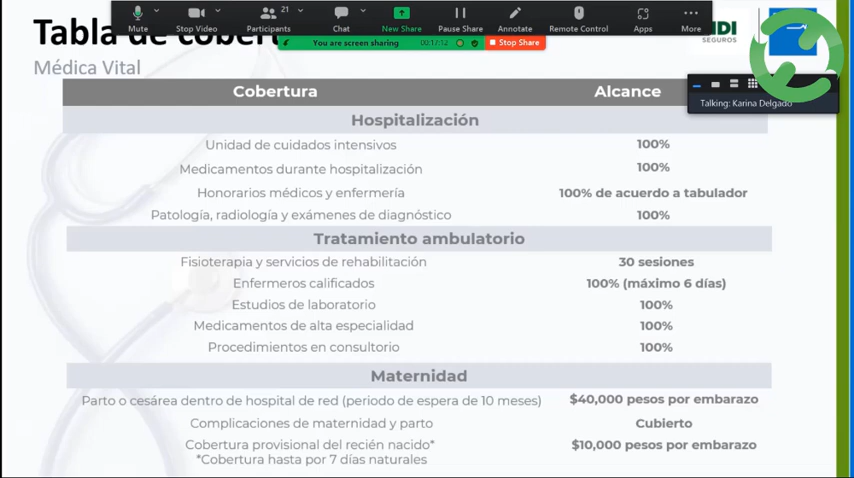 Mute
Stop Video
21
Participants
Chat
New Share
Pause Share
Annotate
Remote Control
Apps
More
You are screen sharing
00:17:12
Stop Share
Tabla de
Médica Vital
SEGUROS
Talking: Karina Delgado
Cobertura Alcance
Hospitalización
Unidad de cuidados intensivos 100%
Medicamentos durante hospitalización 100%
Honorarios médicos y enfermería 100% de acuerdo a tabulador
Patología, radiología y exámenes de diagnóstico 100%
Tratamiento ambulatorio
Fisioterapia y servicios de rehabilitación 30 sesiones
Enfermeros calificados 100% (máximo 6 días)
Estudios de laboratorio 100%
Medicamentos de alta especialidad 100%
Procedimientos en consultorio 100%
Maternidad
Parto o cesárea dentro de hospital de red (periodo de espera de 10 meses) $40,000 pesos por embarazo
Complicaciones de maternidad y parto Cubierto
Cobertura provisional del recién nacido* $10,000 pesos por embarazo
*Cobertura hasta por 7 días naturales